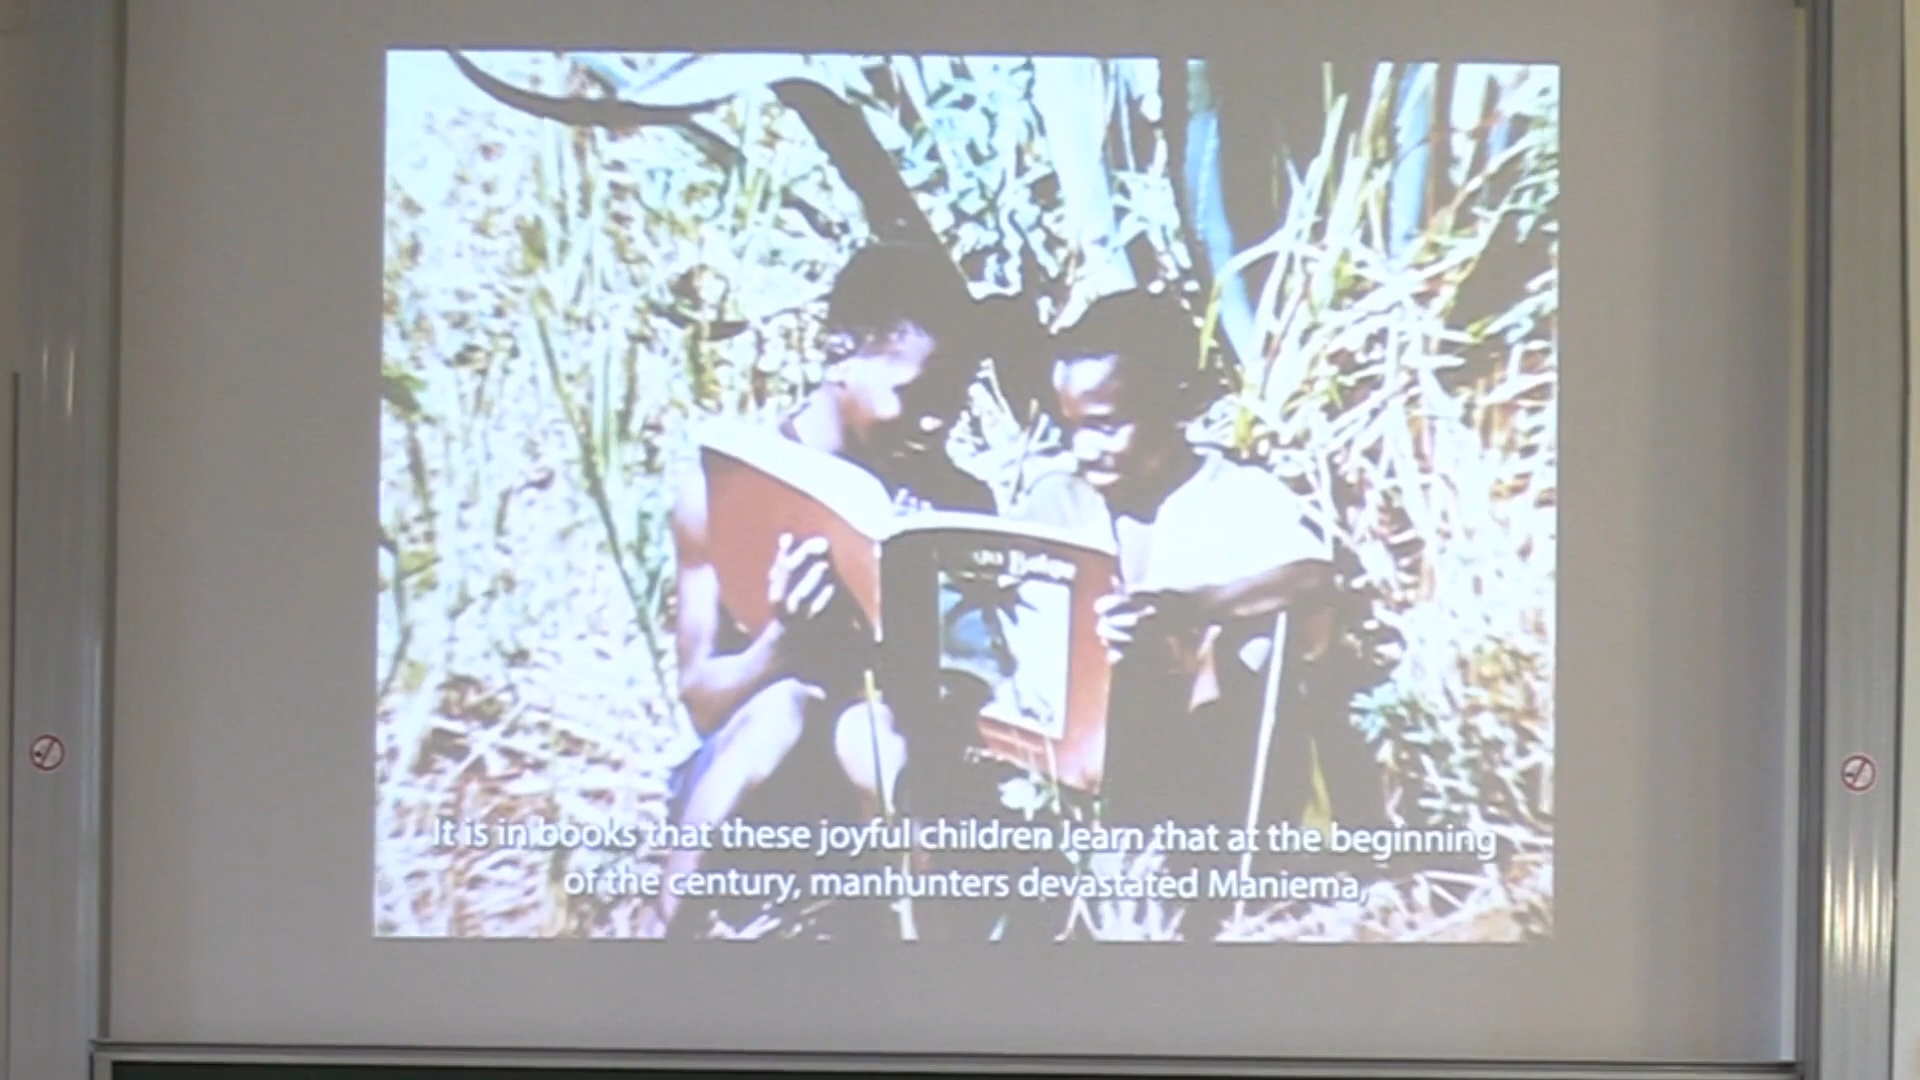 It is in books that these joyful children learn that at the beginning
of the century, manhunters devastated Maniema,